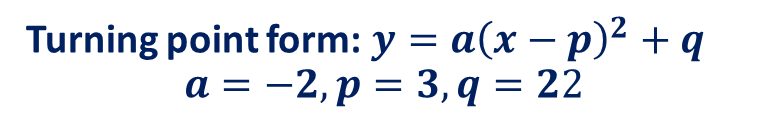 Turning point form: y = a(x − p)² + q
a = −2, p = 3, q = 22